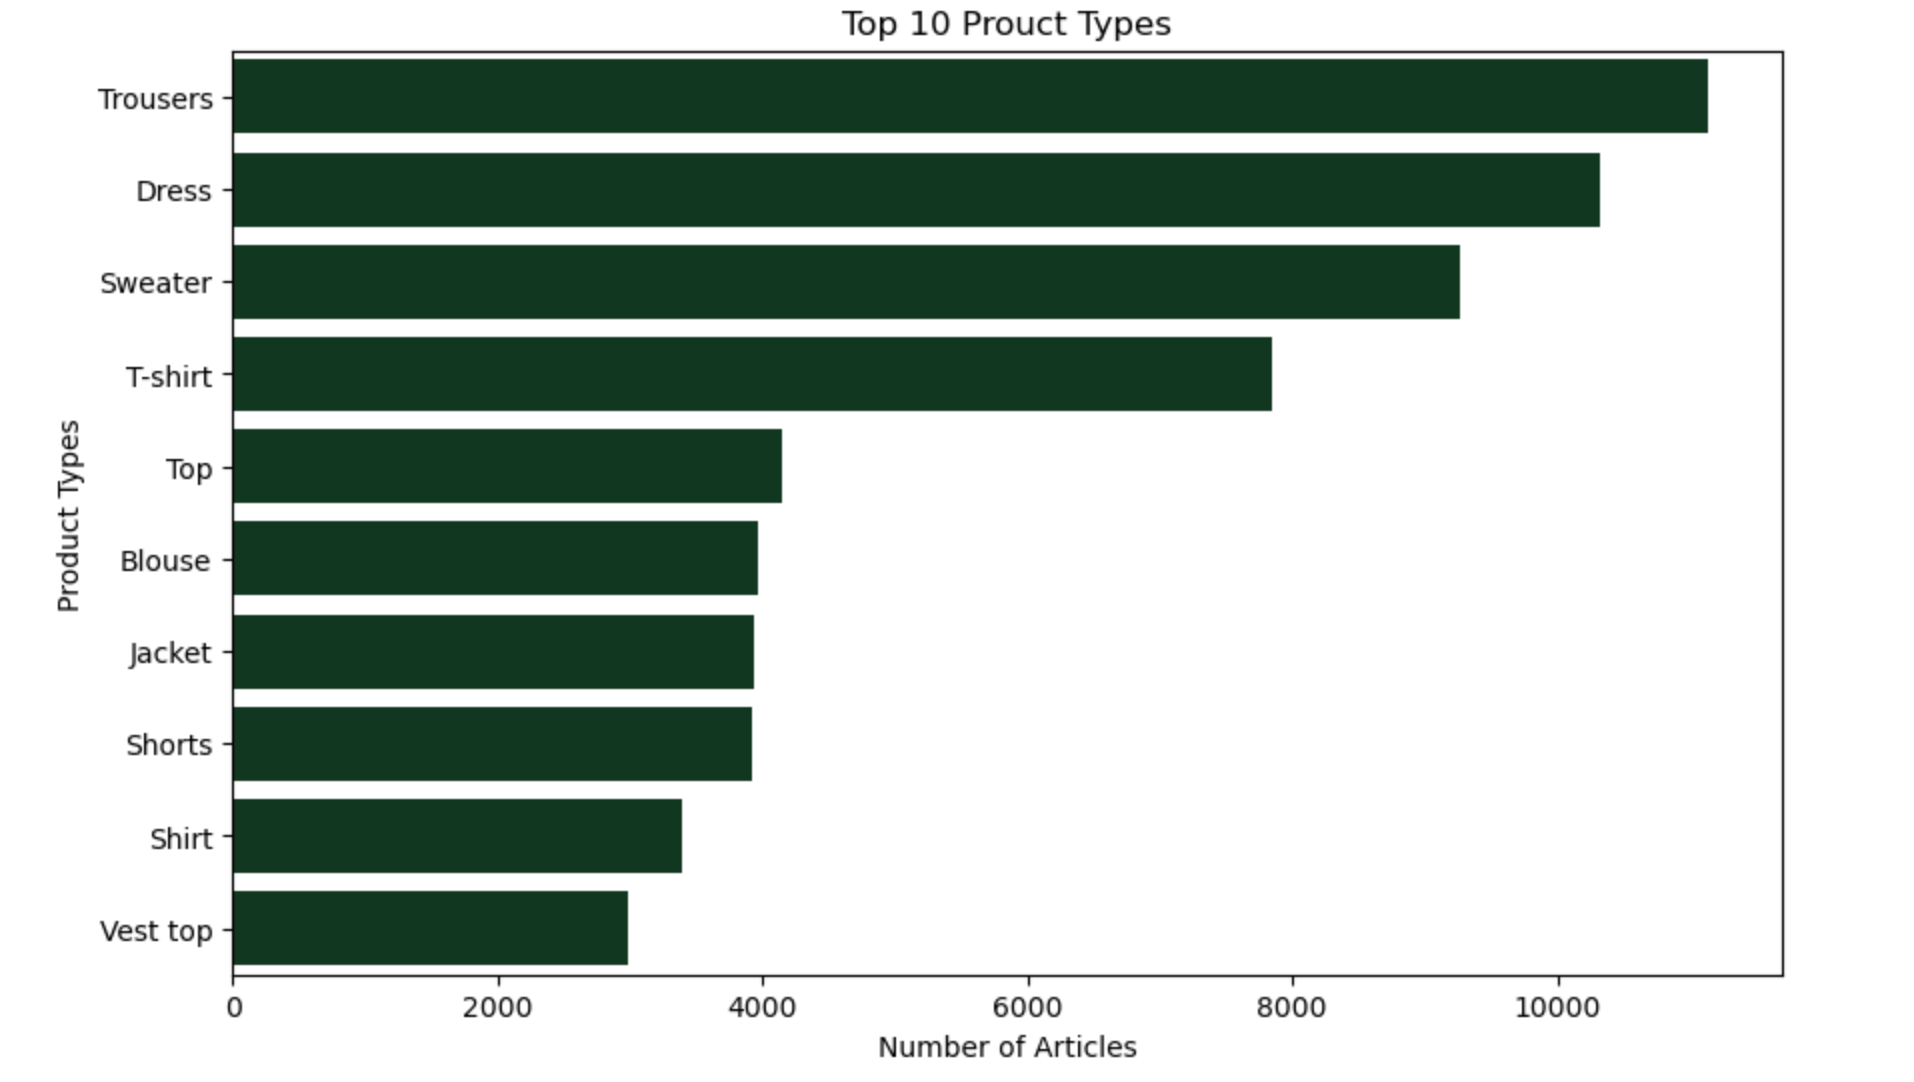 Top 10 Prouct Types
Trousers
Dress
Sweater
T-shirt
Top
Blouse
Jacket
Shorts
Shirt
Vest top
Product Types
0 2000 4000 6000 8000 10000
Number of Articles